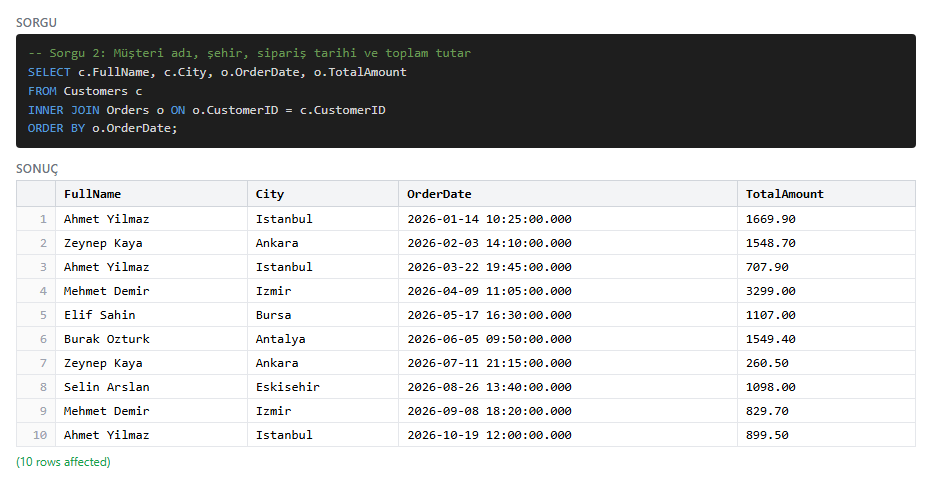 SORGU
-- Sorgu 2: Müşteri adı, şehir, sipariş tarihi ve toplam tutar
SELECT c.FullName, c.City, o.OrderDate, o.TotalAmount
FROM Customers c
INNER JOIN Orders o ON o.CustomerID = c.CustomerID
ORDER BY o.OrderDate;
SONUÇ
FullName City OrderDate TotalAmount
1 Ahmet Yilmaz Istanbul 2026-01-14 10:25:00.000 1669.90
2 Zeynep Kaya Ankara 2026-02-03 14:10:00.000 1548.70
3 Ahmet Yilmaz Istanbul 2026-03-22 19:45:00.000 707.90
4 Mehmet Demir Izmir 2026-04-09 11:05:00.000 3299.00
5 Elif Sahin Bursa 2026-05-17 16:30:00.000 1107.00
6 Burak Ozturk Antalya 2026-06-05 09:50:00.000 1549.40
7 Zeynep Kaya Ankara 2026-07-11 21:15:00.000 260.50
8 Selin Arslan Eskisehir 2026-08-26 13:40:00.000 1098.00
9 Mehmet Demir Izmir 2026-09-08 18:20:00.000 829.70
10 Ahmet Yilmaz Istanbul 2026-10-19 12:00:00.000 899.50
(10 rows affected)